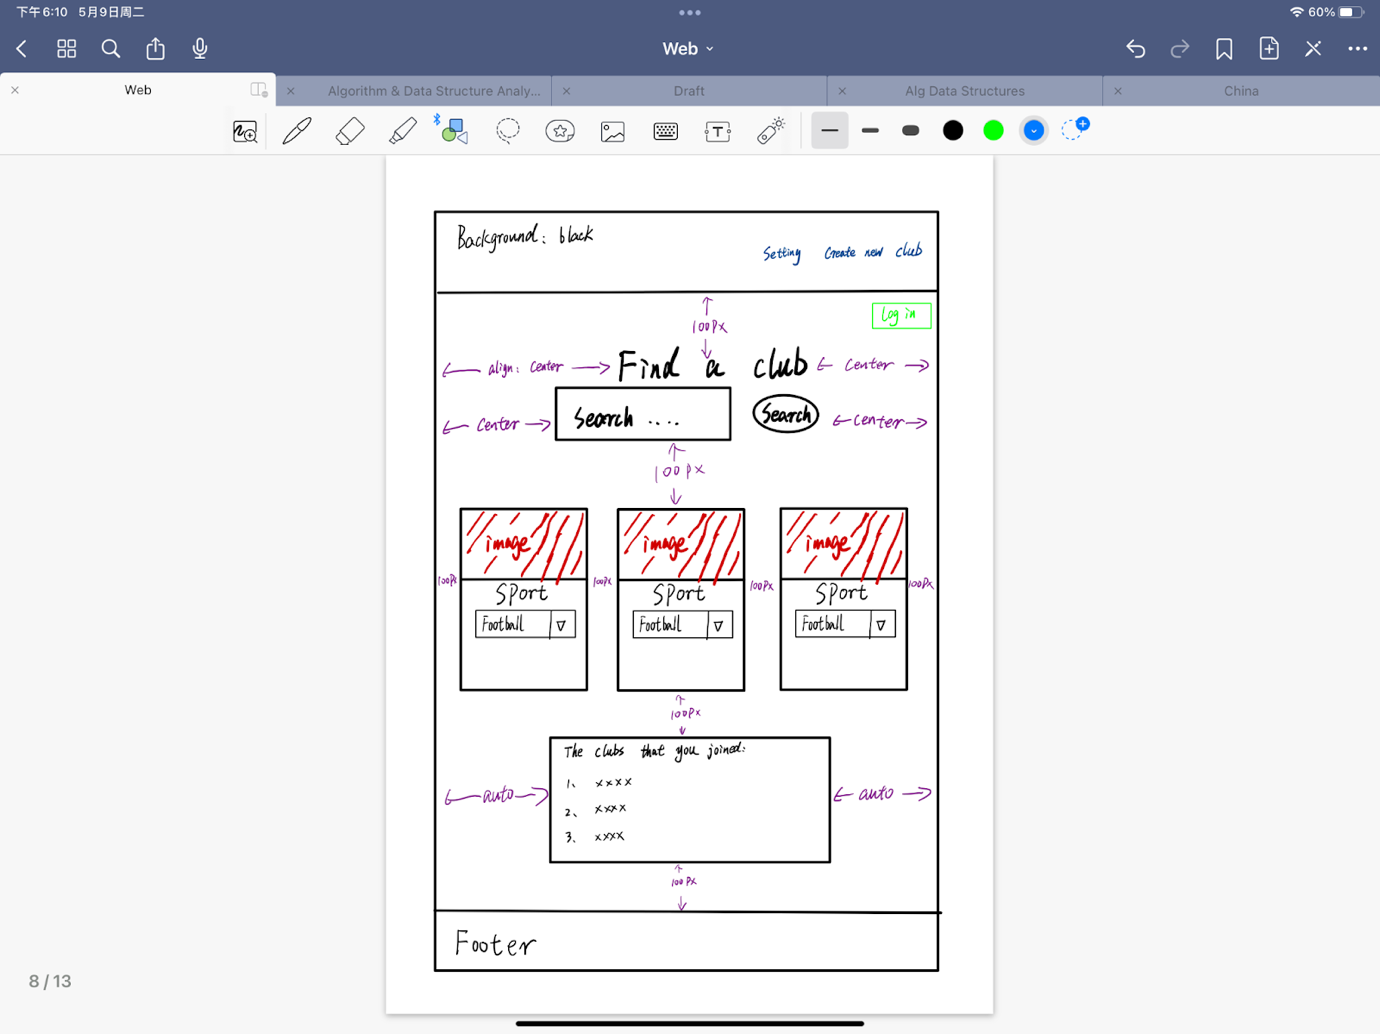 下午6:10 5月9日周二
60%
Web
Web
Algorithm & Data Structure Analy...
Draft
Alg Data Structures
China
Background: black
Setting Create new club
Log in
100px
align: center
Find a club
center
center
Search ....
Search
center
100px
image
image
image
100px
100px
100px
100px
Sport
Sport
Sport
Football
Football
Football
100px
The clubs that you joined:
1、 xxxx
2、 xxxx
3、 xxxx
auto
auto
100px
Footer
8 / 13